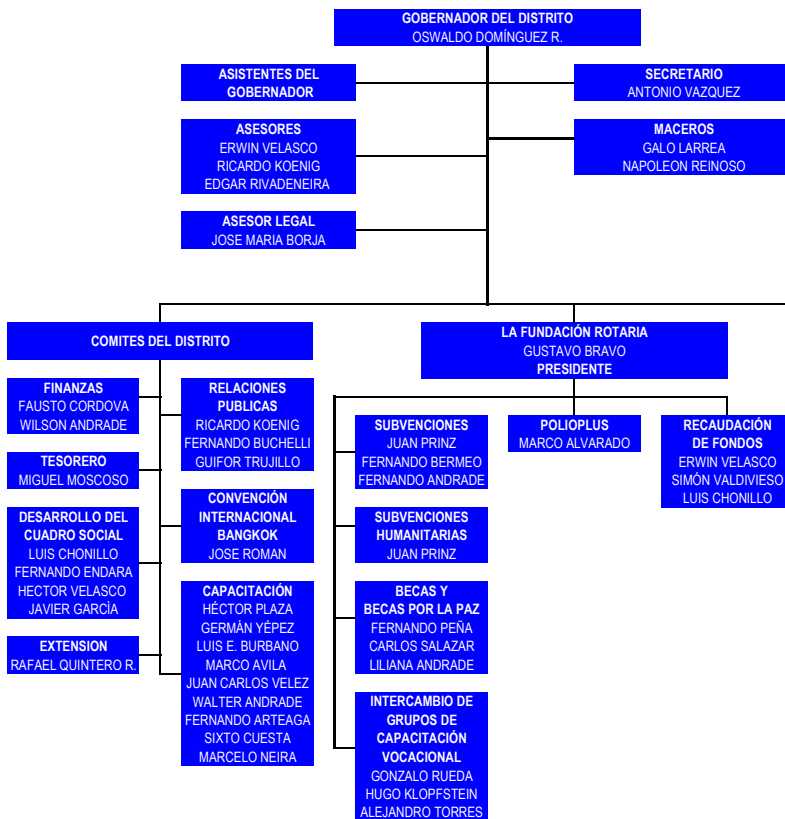 GOBERNADOR DEL DISTRITO
OSWALDO DOMÍNGUEZ R.
ASISTENTES DEL
GOBERNADOR
SECRETARIO
ANTONIO VAZQUEZ
ASESORES
ERWIN VELASCO
RICARDO KOENIG
EDGAR RIVADENEIRA
MACEROS
GALO LARREA
NAPOLEON REINOSO
ASESOR LEGAL
JOSE MARIA BORJA
COMITES DEL DISTRITO
LA FUNDACIÓN ROTARIA
GUSTAVO BRAVO
PRESIDENTE
FINANZAS
FAUSTO CORDOVA
WILSON ANDRADE
TESORERO
MIGUEL MOSCOSO
DESARROLLO DEL
CUADRO SOCIAL
LUIS CHONILLO
FERNANDO ENDARA
HECTOR VELASCO
JAVIER GARCÌA
EXTENSION
RAFAEL QUINTERO R.
RELACIONES
PUBLICAS
RICARDO KOENIG
FERNANDO BUCHELLI
GUIFOR TRUJILLO
CONVENCIÓN
INTERNACIONAL
BANGKOK
JOSE ROMAN
CAPACITACIÓN
HÉCTOR PLAZA
GERMÁN YÉPEZ
LUIS E. BURBANO
MARCO AVILA
JUAN CARLOS VELEZ
WALTER ANDRADE
FERNANDO ARTEAGA
SIXTO CUESTA
MARCELO NEIRA
SUBVENCIONES
JUAN PRINZ
FERNANDO BERMEO
FERNANDO ANDRADE
SUBVENCIONES
HUMANITARIAS
JUAN PRINZ
BECAS Y
BECAS POR LA PAZ
FERNANDO PEÑA
CARLOS SALAZAR
LILIANA ANDRADE
INTERCAMBIO DE
GRUPOS DE
CAPACITACIÓN
VOCACIONAL
GONZALO RUEDA
HUGO KLOPFSTEIN
ALEJANDRO TORRES
POLIOPLUS
MARCO ALVARADO
RECAUDACIÓN
DE FONDOS
ERWIN VELASCO
SIMÓN VALDIVIESO
LUIS CHONILLO